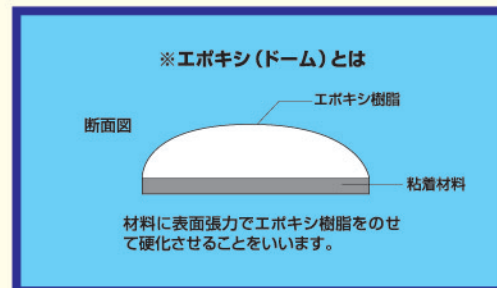 ※エポキシ(ドーム)とは
エポキシ樹脂
断面図
粘着材料
材料に表面張力でエポキシ樹脂をのせ
て硬化させることをいいます。